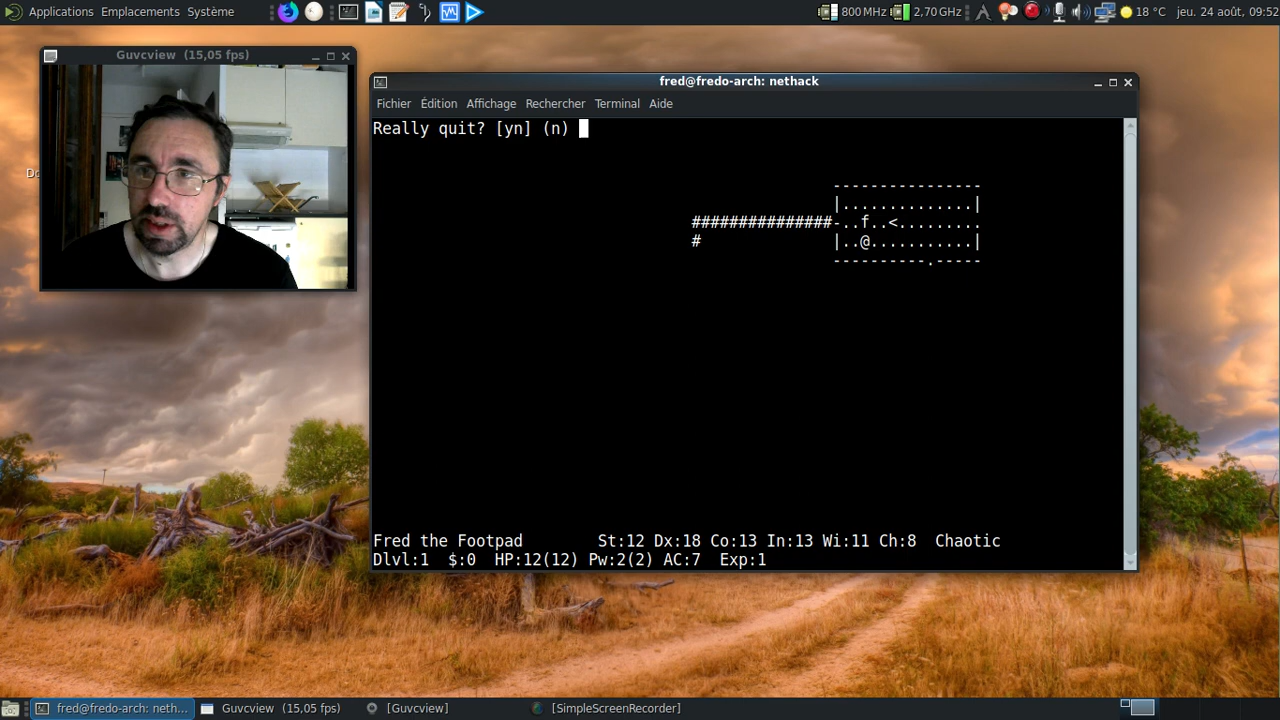 Applications Emplacements Système
800 MHz 2,70 GHz 18 °C jeu. 24 août, 09:52
Guvcview (15,05 fps)
fred@fredo-arch: nethack
Fichier Édition Affichage Rechercher Terminal Aide
Really quit? [yn] (n)
----------------
|..............|
###############-..f..<.........
# |..@...........|
----------.-----
Fred the Footpad St:12 Dx:18 Co:13 In:13 Wi:11 Ch:8 Chaotic
Dlvl:1 $:0 HP:12(12) Pw:2(2) AC:7 Exp:1
fred@fredo-arch: neth... Guvcview (15,05 fps) [Guvcview] [SimpleScreenRecorder]